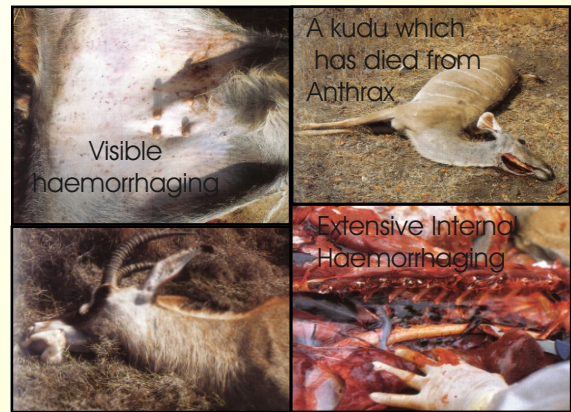 Visible
haemorrhaging
A kudu which
has died from
Anthrax
Extensive Internal
Haemorrhaging